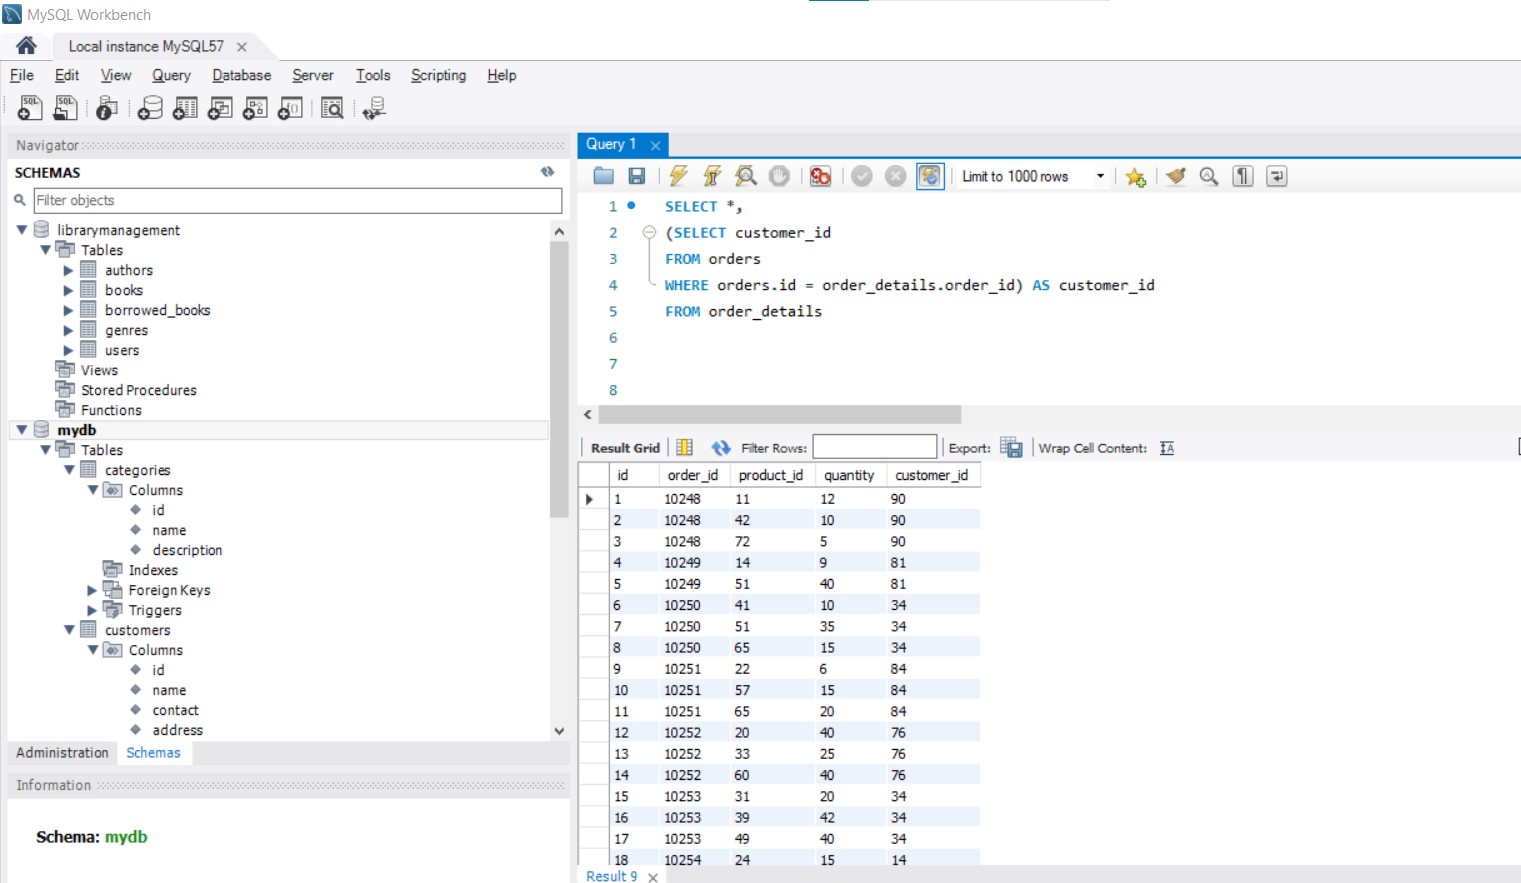 MySQL Workbench
Local instance MySQL57
File Edit View Query Database Server Tools Scripting Help
Navigator
SCHEMAS
Filter objects
librarymanagement
Tables
authors
books
borrowed_books
genres
users
Views
Stored Procedures
Functions
mydb
Tables
categories
Columns
id
name
description
Indexes
Foreign Keys
Triggers
customers
Columns
id
name
contact
address
Administration Schemas
Information
Schema: mydb
Query 1
Limit to 1000 rows
1 SELECT *,
2 (SELECT customer_id
3 FROM orders
4 WHERE orders.id = order_details.order_id) AS customer_id
5 FROM order_details
6
7
8
Result Grid Filter Rows: Export: Wrap Cell Content:
id order_id product_id quantity customer_id
1 10248 11 12 90
2 10248 42 10 90
3 10248 72 5 90
4 10249 14 9 81
5 10249 51 40 81
6 10250 41 10 34
7 10250 51 35 34
8 10250 65 15 34
9 10251 22 6 84
10 10251 57 15 84
11 10251 65 20 84
12 10252 20 40 76
13 10252 33 25 76
14 10252 60 40 76
15 10253 31 20 34
16 10253 39 42 34
17 10253 49 40 34
18 10254 24 15 14
Result 9